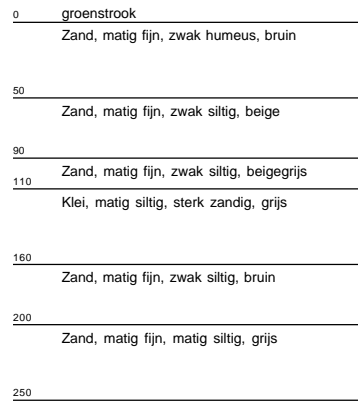 0 groenstrook
Zand, matig fijn, zwak humeus, bruin
50
Zand, matig fijn, zwak siltig, beige
90
Zand, matig fijn, zwak siltig, beigegrijs
110
Klei, matig siltig, sterk zandig, grijs
160
Zand, matig fijn, zwak siltig, bruin
200
Zand, matig fijn, matig siltig, grijs
250